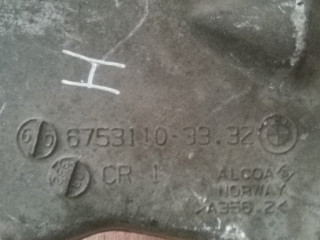 H
6753110-33.32
CR 1
ALCOA
NORWAY
>A356.2<